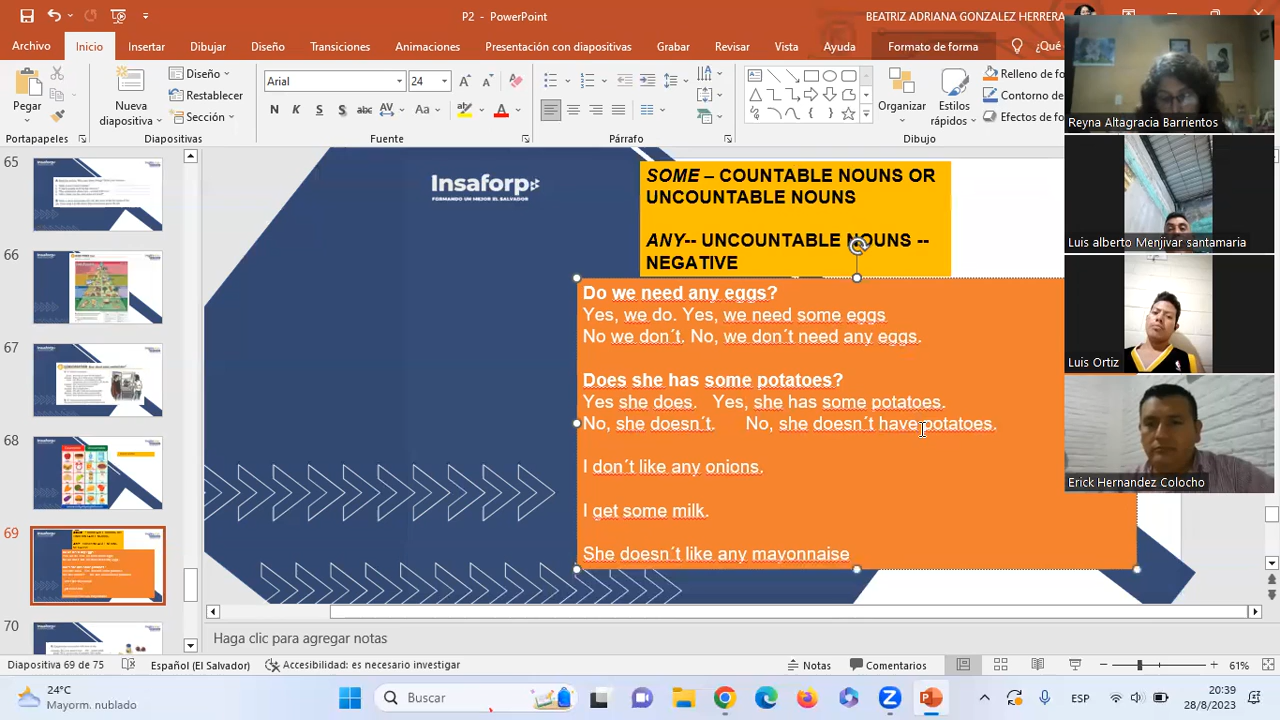 P2 - PowerPoint
BEATRIZ ADRIANA GONZALEZ HERRERA
Archivo Inicio Insertar Dibujar Diseño Transiciones Animaciones Presentación con diapositivas Grabar Revisar Vista Ayuda Formato de forma ¿Qué
Pegar
Nueva diapositiva
Diseño
Restablecer
Sección
Arial 24
N K S S abc AV Aa A
Organizar
Estilos rápidos
Relleno de fo
Contorno de
Efectos de fo
Portapapeles Diapositivas Fuente Párrafo Dibujo
65
66
67
68
69
70
Insaforp
FORMANDO UN MEJOR EL SALVADOR
SOME – COUNTABLE NOUNS OR
UNCOUNTABLE NOUNS
ANY-- UNCOUNTABLE NOUNS --
NEGATIVE
Do we need any eggs?
Yes, we do. Yes, we need some eggs
No we don´t. No, we don´t need any eggs.
Does she has some potatoes?
Yes she does. Yes, she has some potatoes.
No, she doesn´t. No, she doesn´t have potatoes.
I don´t like any onions.
I get some milk.
She doesn´t like any mayonnaise
Reyna Altagracia Barrientos
Luis alberto Menjivar santamaria
Luis Ortiz
Erick Hernandez Colocho
Haga clic para agregar notas
Diapositiva 69 de 75 Español (El Salvador) Accesibilidad: es necesario investigar Notas Comentarios 61%
24°C
Mayorm. nublado
Buscar
ESP
20:39
28/8/2023